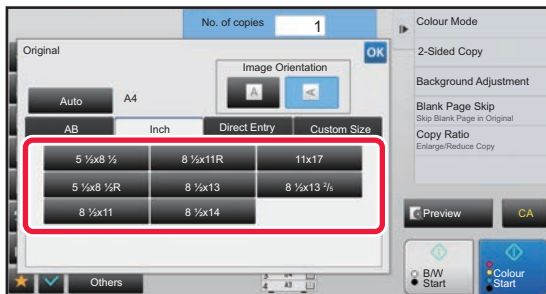 No. of copies 1
Original
OK
Image Orientation
A A
Auto A4
AB Inch Direct Entry Custom Size
5 ½x8 ½ 8 ½x11R 11x17
5 ½x8 ½R 8 ½x13 8 ½x13 ²/₅
8 ½x11 8 ½x14
Others
4 A3
Colour Mode
2-Sided Copy
Background Adjustment
Blank Page Skip
Skip Blank Page in Original
Copy Ratio
Enlarge/Reduce Copy
Preview CA
B/W
Start
Colour
Start